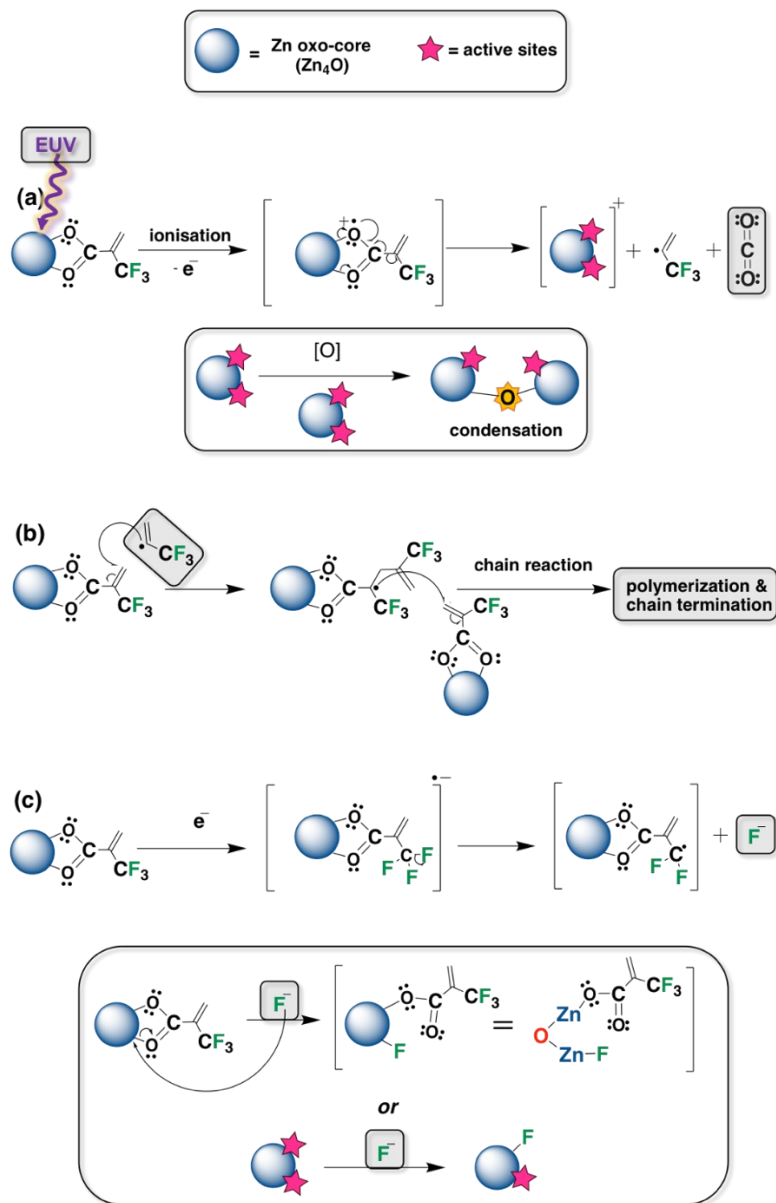 = Zn oxo-core
(Zn₄O)
= active sites
EUV
(a)
ionisation
- e⁻
O O C CF₃
+ O O C CF₃
+
+ CF₃ + O C O
[O]
O
condensation
(b)
CF₃
O O C CF₃
CF₃
O O C CF₃
CF₃
C
O O
chain reaction
polymerization &
chain termination
(c)
O O C CF₃
e⁻
O O C C F F F
•−
O O C C F F
+ F⁻
O O C CF₃
F⁻
O O CF₃
F
=
Zn O O CF₃
O
Zn–F
or
F⁻
F